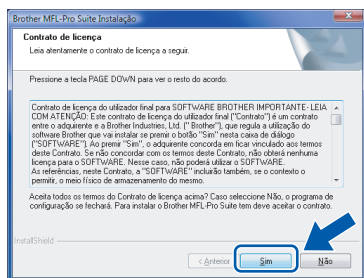 Brother MFL-Pro Suite Instalação
Contrato de licença
Leia atentamente o contrato de licença a seguir.
Pressione a tecla PAGE DOWN para ver o resto do acordo.
Contrato de licença do utilizador final para SOFTWARE BROTHER IMPORTANTE - LEIA
COM ATENÇÃO: Este contrato de licença do utilizador final ("Contrato") é um contrato
entre o adquirente e a Brother Industries, Ltd. ("Brother"), que regula a utilização do
software Brother que vai instalar se premir o botão "Sim" nesta caixa de diálogo
("SOFTWARE"). Ao premir "Sim", o adquirente concorda em ficar vinculado aos termos
deste Contrato. Se não concordar com os termos deste Contrato, não obterá nenhuma
licença para o SOFTWARE. Nesse caso, não poderá utilizar o SOFTWARE.
As referências, neste Contrato, a "SOFTWARE" incluirão também, se o contexto o
permitir, o meio físico de armazenamento do mesmo.
Aceita todos os termos do Contrato de licença acima? Caso seleccione Não, o programa de
configuração se fechará. Para instalar o Brother MFL-Pro Suite tem deve aceitar o contrato.
InstallShield
< Anterior Sim Não